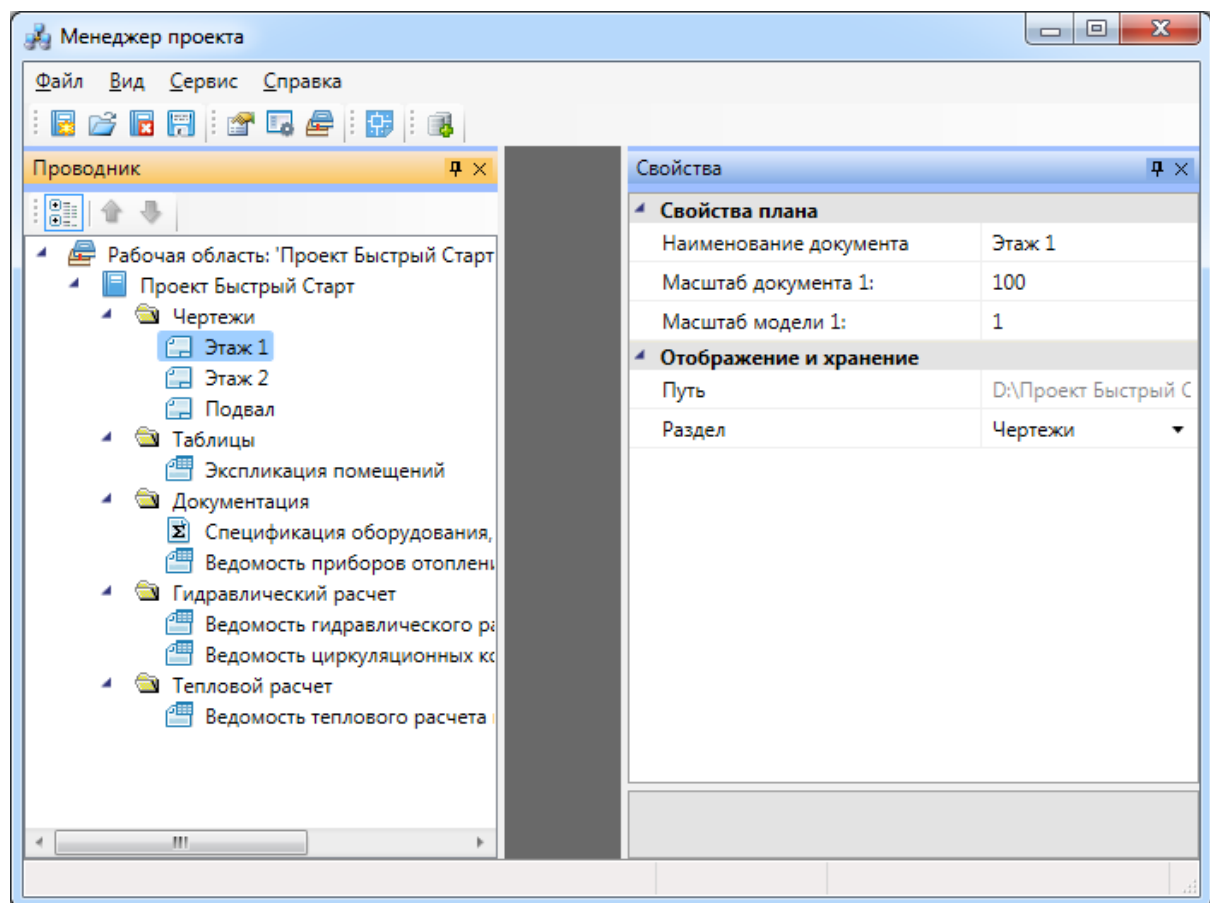 Менеджер проекта
Файл Вид Сервис Справка
Проводник
Рабочая область: 'Проект Быстрый Старт
Проект Быстрый Старт
Чертежи
Этаж 1
Этаж 2
Подвал
Таблицы
Экспликация помещений
Документация
Спецификация оборудования,
Ведомость приборов отоплен
Гидравлический расчет
Ведомость гидравлического ра
Ведомость циркуляционных ко
Тепловой расчет
Ведомость теплового расчета
Свойства
Свойства плана
Наименование документа Этаж 1
Масштаб документа 1: 100
Масштаб модели 1: 1
Отображение и хранение
Путь D:\Проект Быстрый С
Раздел Чертежи